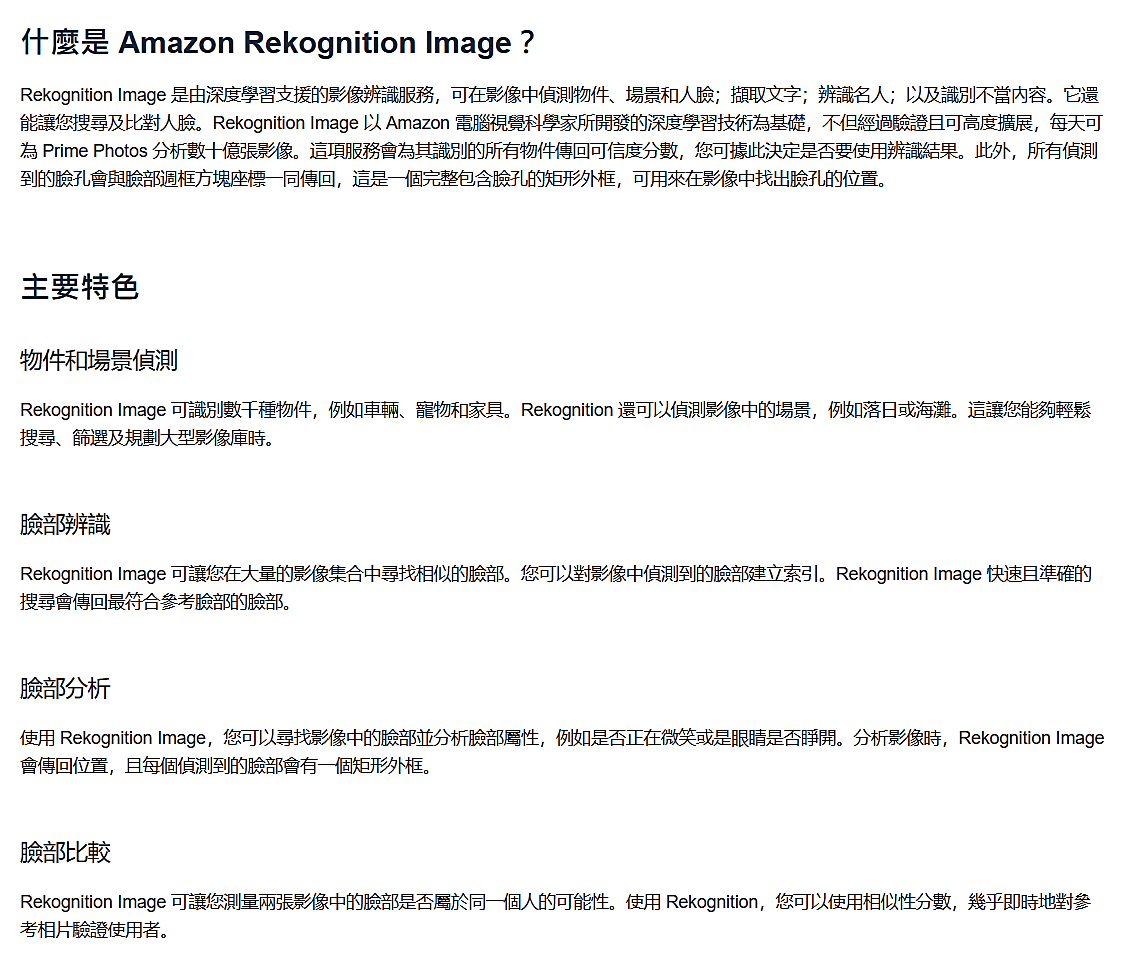 什麼是 Amazon Rekognition Image？
Rekognition Image 是由深度學習支援的影像辨識服務，可在影像中偵測物件、場景和人臉；擷取文字；辨識名人；以及識別不當內容。它還
能讓您搜尋及比對人臉。Rekognition Image 以 Amazon 電腦視覺科學家所開發的深度學習技術為基礎，不但經過驗證且可高度擴展，每天可
為 Prime Photos 分析數十億張影像。這項服務會為其識別的所有物件傳回可信度分數，您可據此決定是否要使用辨識結果。此外，所有偵測
到的臉孔會與臉部週框方塊座標一同傳回，這是一個完整包含臉孔的矩形外框，可用來在影像中找出臉孔的位置。
主要特色
物件和場景偵測
Rekognition Image 可識別數千種物件，例如車輛、寵物和家具。Rekognition 還可以偵測影像中的場景，例如落日或海灘。這讓您能夠輕鬆
搜尋、篩選及規劃大型影像庫時。
臉部辨識
Rekognition Image 可讓您在大量的影像集合中尋找相似的臉部。您可以對影像中偵測到的臉部建立索引。Rekognition Image 快速且準確的
搜尋會傳回最符合參考臉部的臉部。
臉部分析
使用 Rekognition Image，您可以尋找影像中的臉部並分析臉部屬性，例如是否正在微笑或是眼睛是否睜開。分析影像時，Rekognition Image
會傳回位置，且每個偵測到的臉部會有一個矩形外框。
臉部比較
Rekognition Image 可讓您測量兩張影像中的臉部是否屬於同一個人的可能性。使用 Rekognition，您可以使用相似性分數，幾乎即時地對參
考相片驗證使用者。